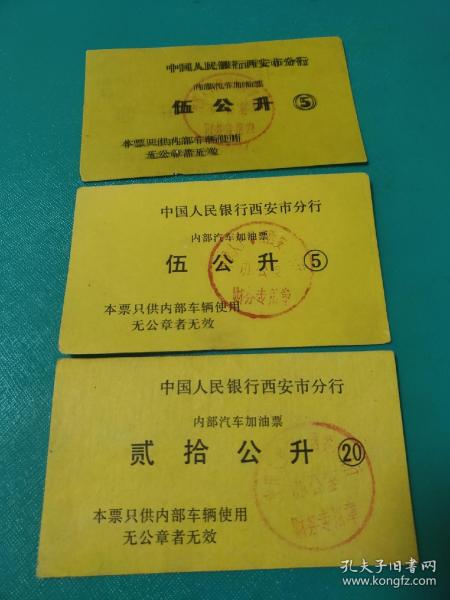 中国人民银行西安市分行
内部汽车加油票
伍公升 ⑤
本票只供内部车辆使用
无公章者无效
中国人民银行西安市分行
内部汽车加油票
伍公升 ⑤
本票只供内部车辆使用
无公章者无效
中国人民银行西安市分行
内部汽车加油票
贰拾公升 ⑳
本票只供内部车辆使用
无公章者无效
孔夫子旧书网
www.kongfz.com